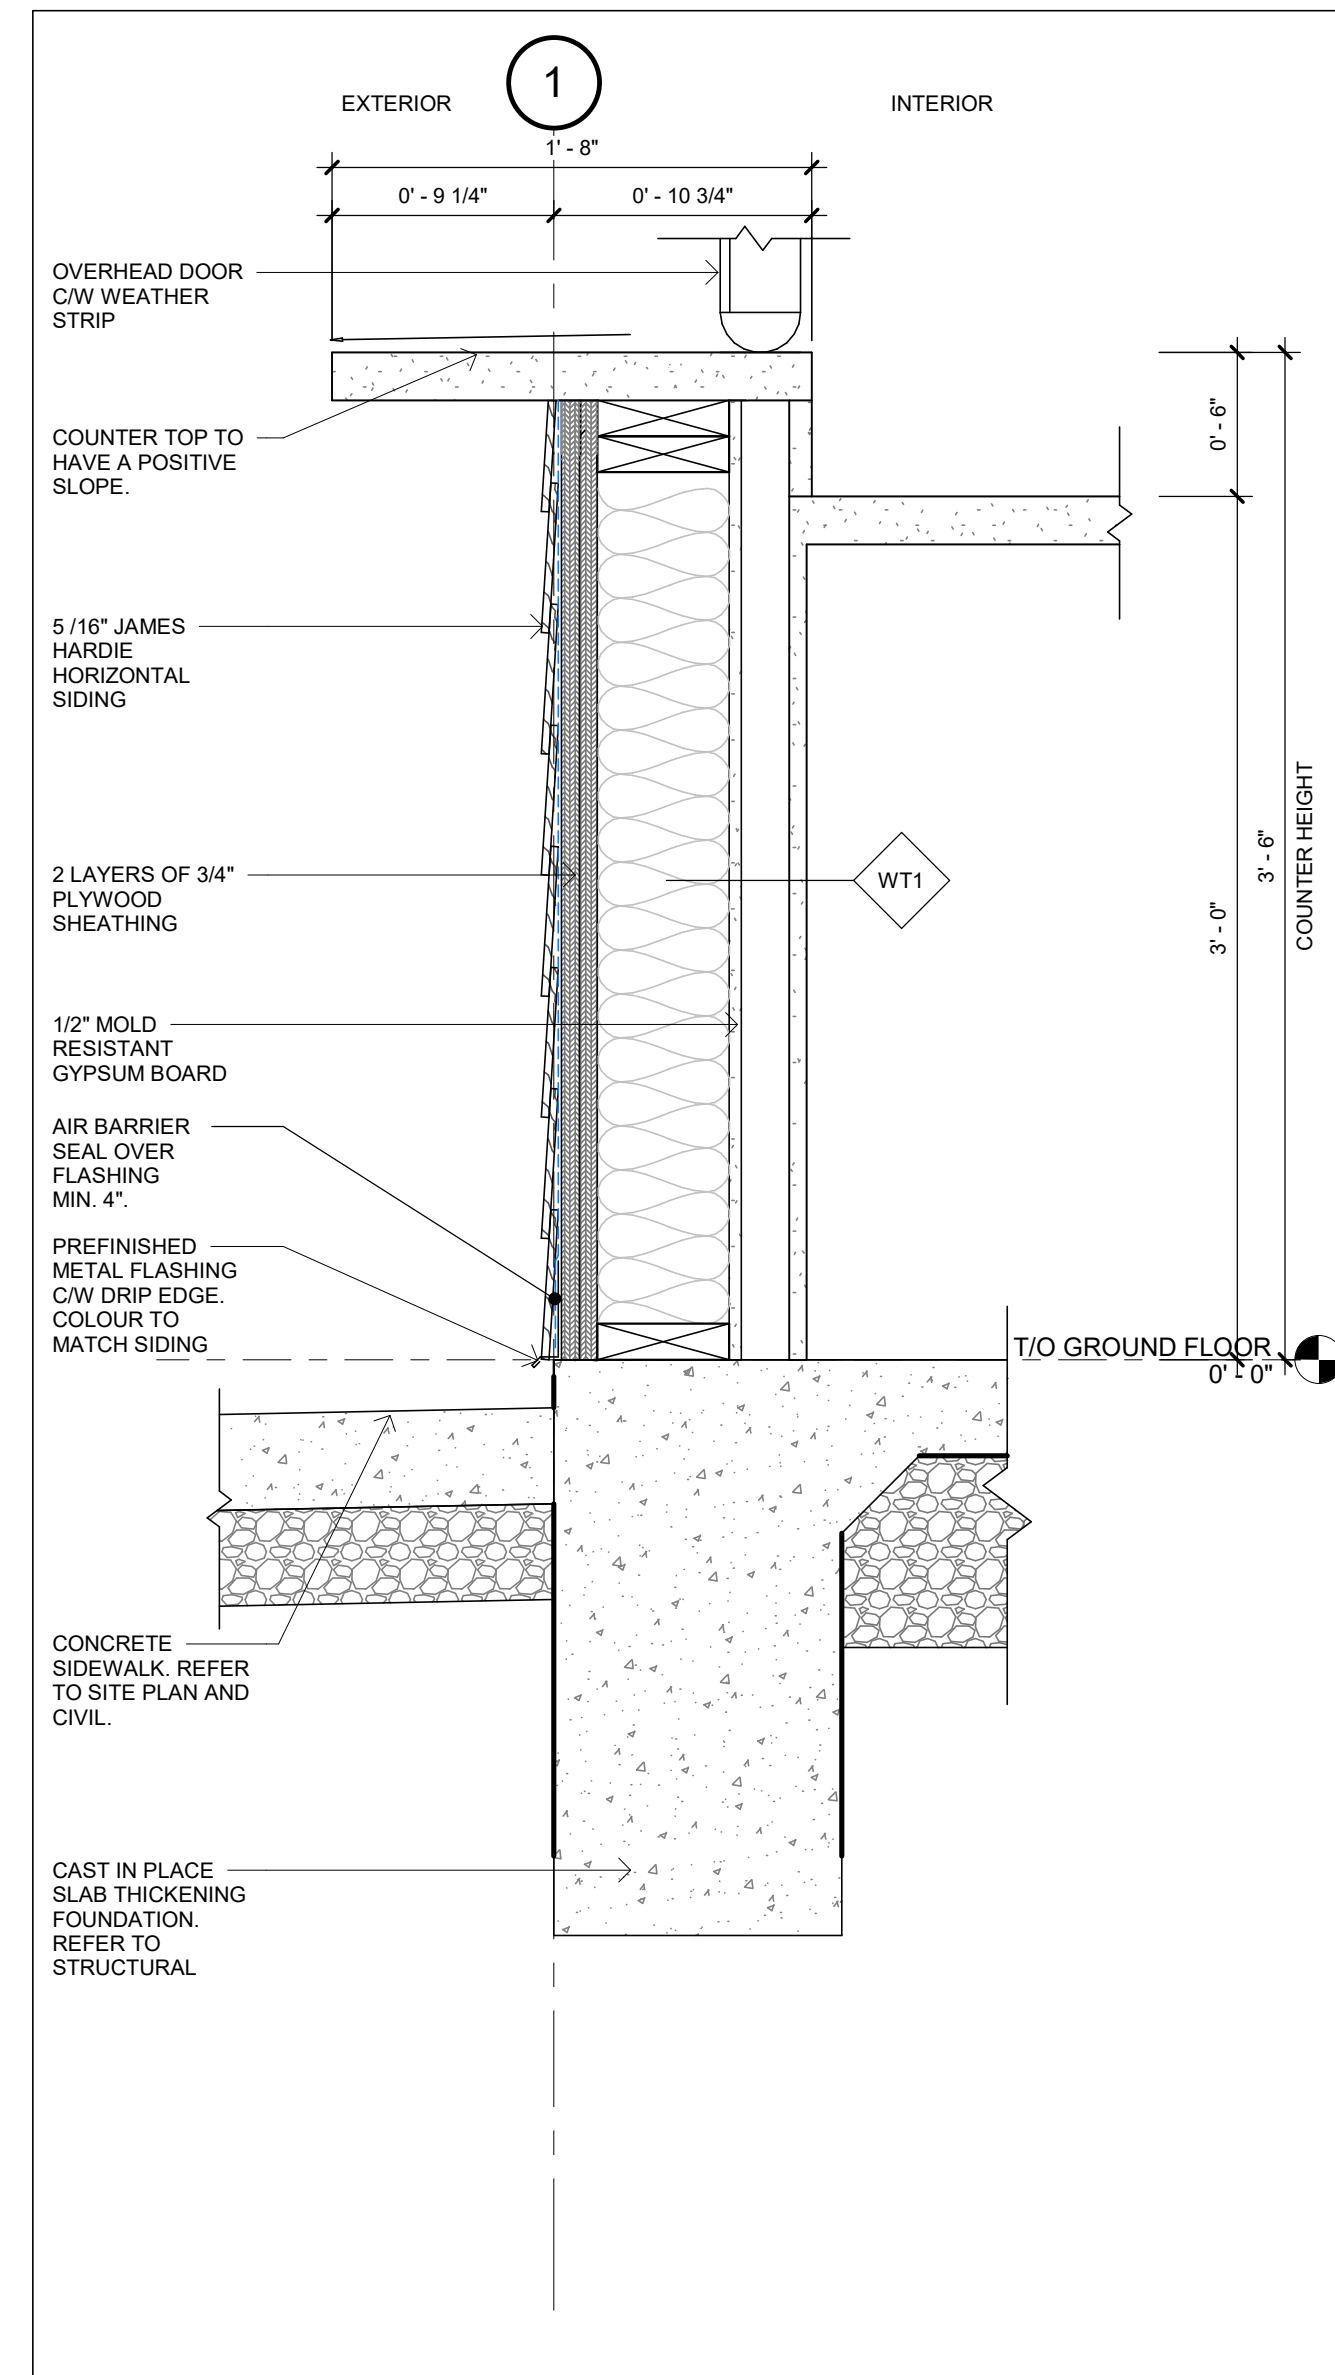 1
EXTERIOR
INTERIOR
1' - 8"
0' - 9 1/4"
0' - 10 3/4"
OVERHEAD DOOR
C/W WEATHER
STRIP
COUNTER TOP TO
HAVE A POSITIVE
SLOPE.
0' - 6"
5 /16" JAMES
HARDIE
HORIZONTAL
SIDING
2 LAYERS OF 3/4"
PLYWOOD
SHEATHING
WT1
3' - 0"
3' - 6"
COUNTER HEIGHT
1/2" MOLD
RESISTANT
GYPSUM BOARD
AIR BARRIER
SEAL OVER
FLASHING
MIN. 4".
PREFINISHED
METAL FLASHING
C/W DRIP EDGE.
COLOUR TO
MATCH SIDING
T/O GROUND FLOOR
0' - 0"
CONCRETE
SIDEWALK. REFER
TO SITE PLAN AND
CIVIL.
CAST IN PLACE
SLAB THICKENING
FOUNDATION.
REFER TO
STRUCTURAL